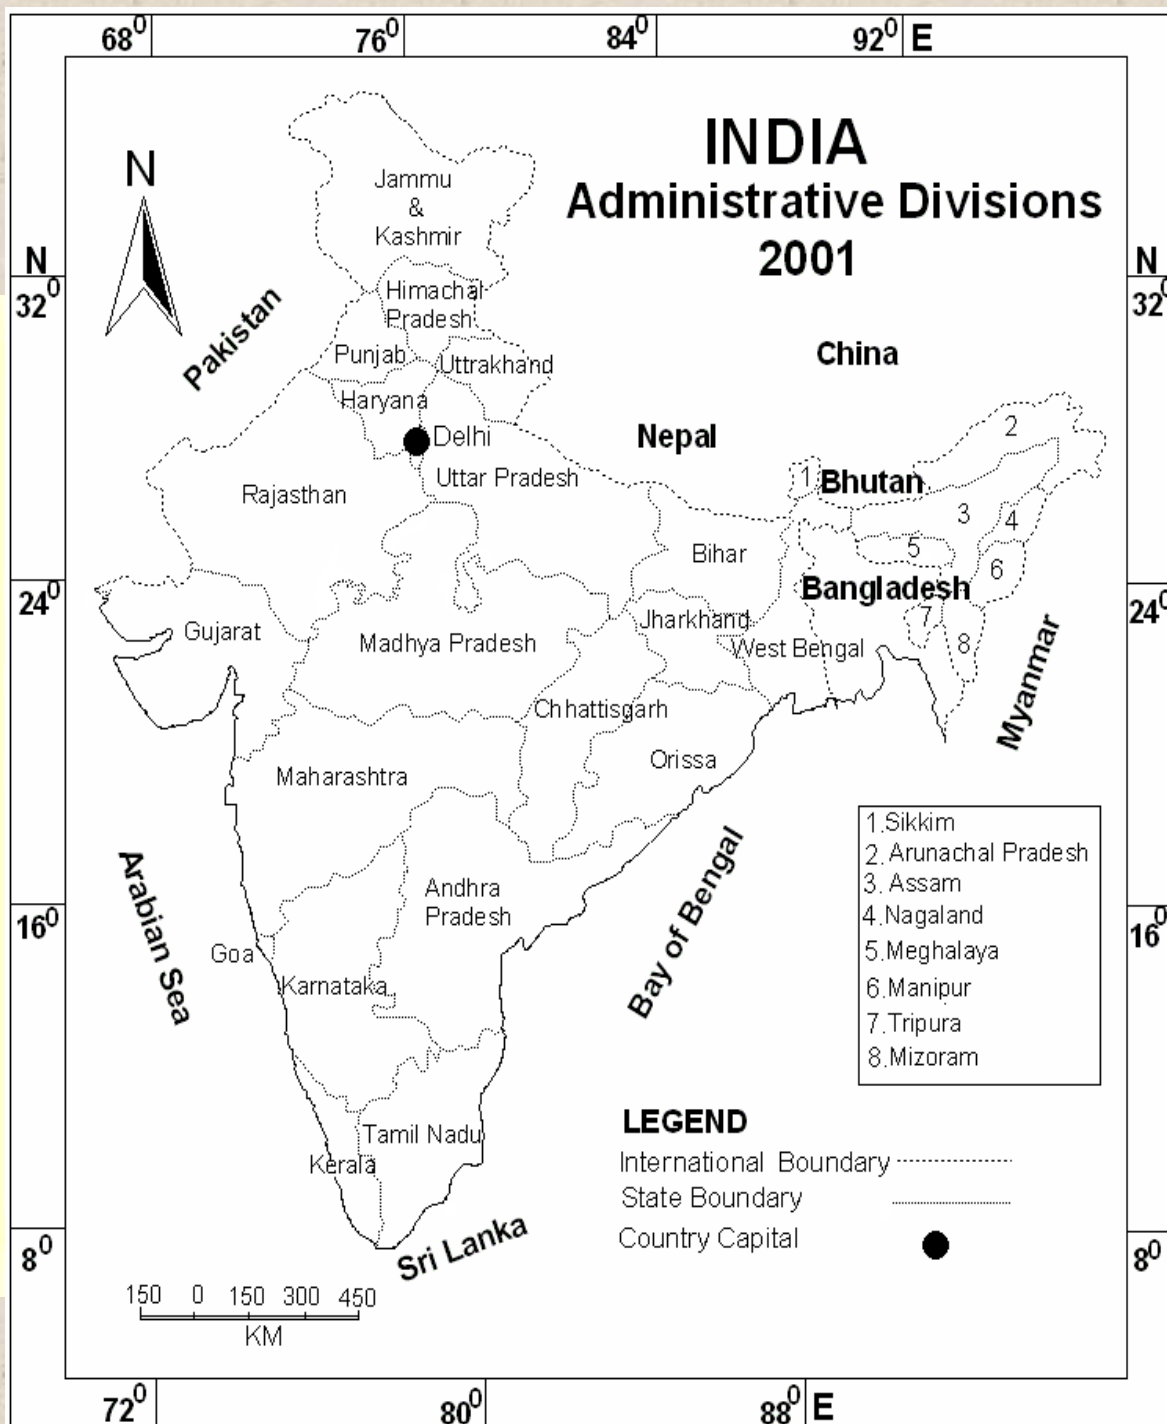 68⁰ 76⁰ 84⁰ 92⁰ E
INDIA
Administrative Divisions
2001
N
N
32⁰
N
32⁰
Jammu
&
Kashmir
Himachal
Pradesh
Pakistan
Punjab
Uttrakhand
China
Haryana
Delhi
Nepal
2
Rajasthan
Uttar Pradesh
1
Bhutan
3
4
Bihar
5
6
24⁰
Bangladesh
24⁰
Gujarat
Madhya Pradesh
Jharkhand
7
West Bengal
8
Myanmar
Chhattisgarh
Orissa
Maharashtra
1.Sikkim
2. Arunachal Pradesh
3. Assam
4.Nagaland
5.Meghalaya
6.Manipur
7.Tripura
8.Mizoram
Arabian Sea
Bay of Bengal
Andhra
Pradesh
16⁰
16⁰
Goa
Karnataka
Tamil Nadu
Kerala
Sri Lanka
LEGEND
International Boundary
State Boundary
Country Capital
8⁰
8⁰
150 0 150 300 450
KM
72⁰ 80⁰ 88⁰ E